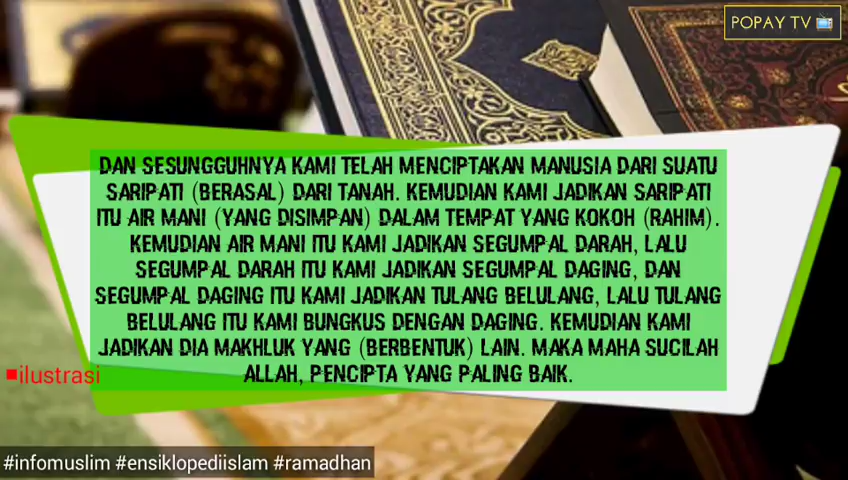 POPAY TV
DAN SESUNGGUHNYA KAMI TELAH MENCIPTAKAN MANUSIA DARI SUATU
SARIPATI (BERASAL) DARI TANAH. KEMUDIAN KAMI JADIKAN SARIPATI
ITU AIR MANI (YANG DISIMPAN) DALAM TEMPAT YANG KOKOH (RAHIM).
KEMUDIAN AIR MANI ITU KAMI JADIKAN SEGUMPAL DARAH, LALU
SEGUMPAL DARAH ITU KAMI JADIKAN SEGUMPAL DAGING, DAN
SEGUMPAL DAGING ITU KAMI JADIKAN TULANG BELULANG, LALU TULANG
BELULANG ITU KAMI BUNGKUS DENGAN DAGING. KEMUDIAN KAMI
JADIKAN DIA MAKHLUK YANG (BERBENTUK) LAIN. MAKA MAHA SUCILAH
ALLAH, PENCIPTA YANG PALING BAIK.
ilustrasi
#infomuslim #ensiklopediislam #ramadhan